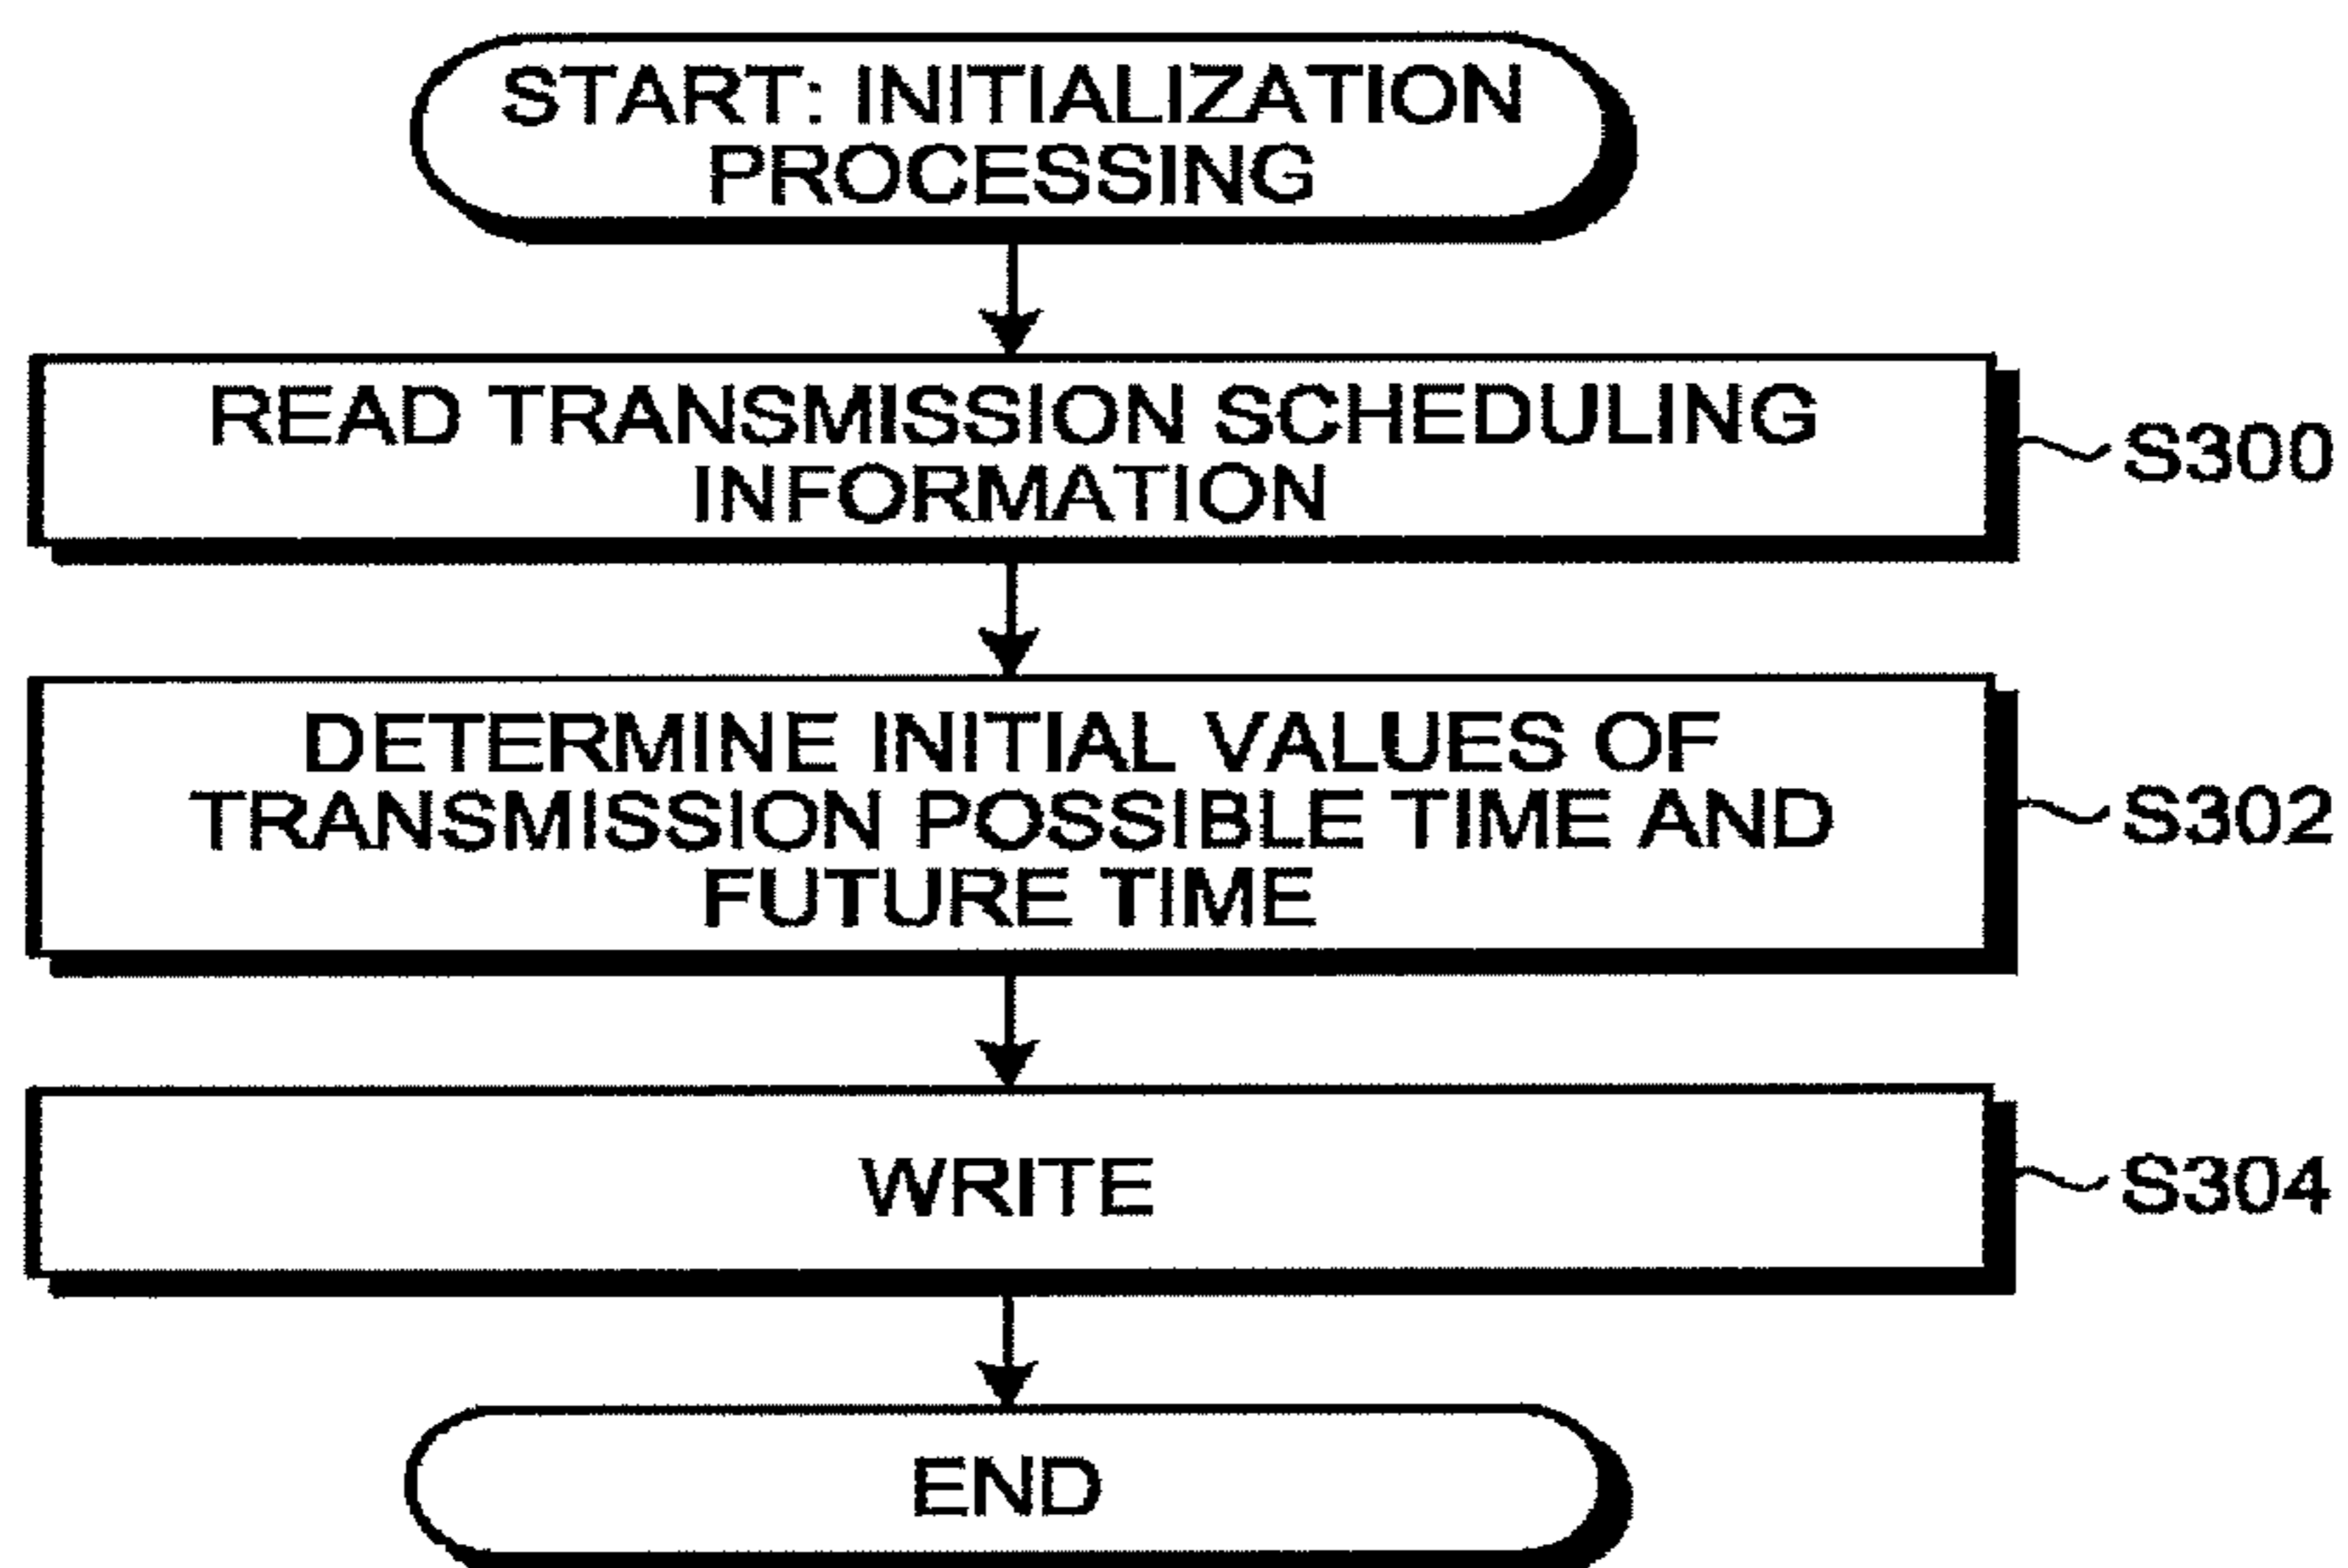 START: INITIALIZATION
PROCESSING
READ TRANSMISSION SCHEDULING
INFORMATION
S300
DETERMINE INITIAL VALUES OF
TRANSMISSION POSSIBLE TIME AND
FUTURE TIME
S302
WRITE
S304
END